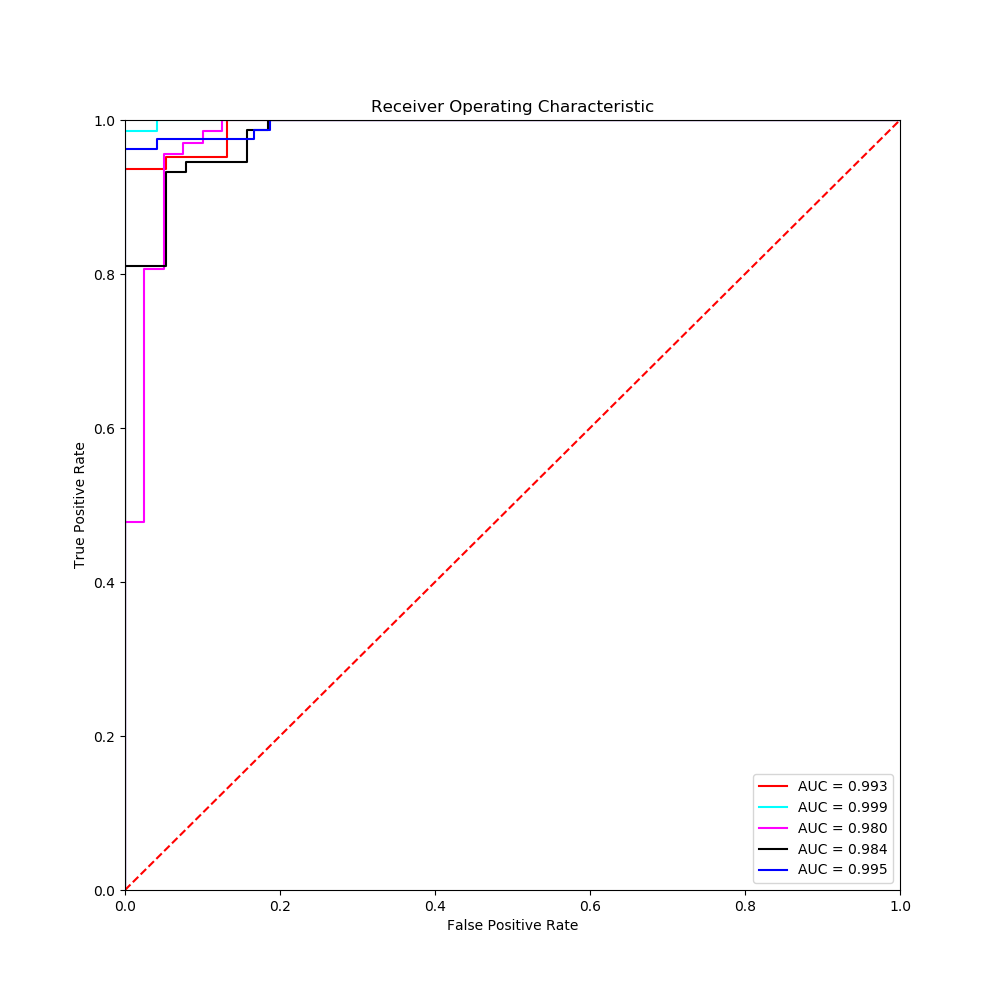 Receiver Operating Characteristic
1.0
0.8
0.6
0.4
0.2
0.0
True Positive Rate
AUC = 0.993
AUC = 0.999
AUC = 0.980
AUC = 0.984
AUC = 0.995
0.0 0.2 0.4 0.6 0.8 1.0
False Positive Rate